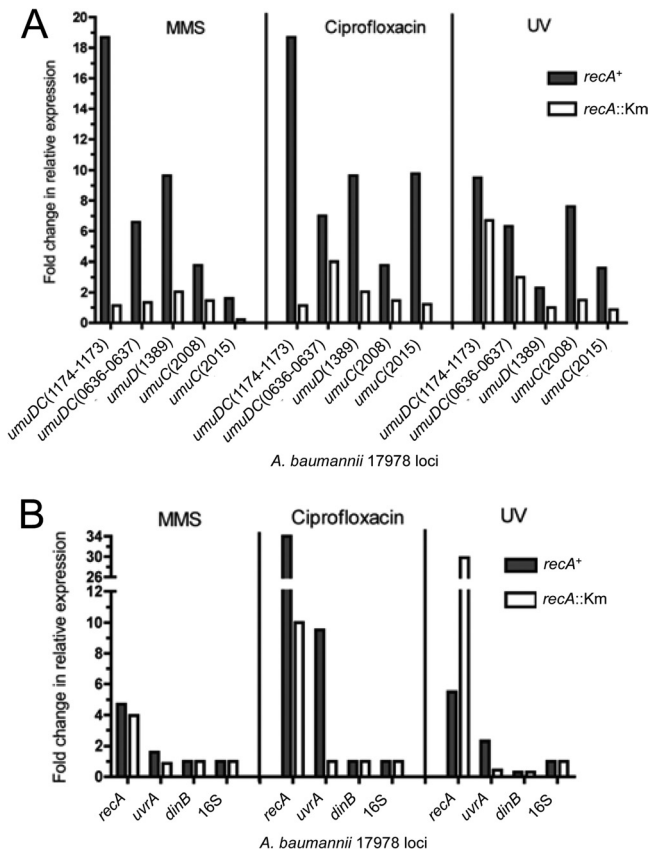 A
MMS Ciprofloxacin UV
Fold change in relative expression
20
18
16
14
12
10
8
6
4
2
0
recA+
recA::Km
umuDC(1174-1173) umuDC(0636-0637) umuD(1389) umuC(2008) umuC(2015) umuDC(1174-1173) umuDC(0636-0637) umuD(1389) umuC(2008) umuC(2015) umuDC(1174-1173) umuDC(0636-0637) umuD(1389) umuC(2008) umuC(2015)
A. baumannii 17978 loci
B
MMS Ciprofloxacin UV
Fold change in relative expression
34
30
26
12
10
8
6
4
2
0
recA+
recA::Km
recA uvrA dinB 16S recA uvrA dinB 16S recA uvrA dinB 16S
A. baumannii 17978 loci